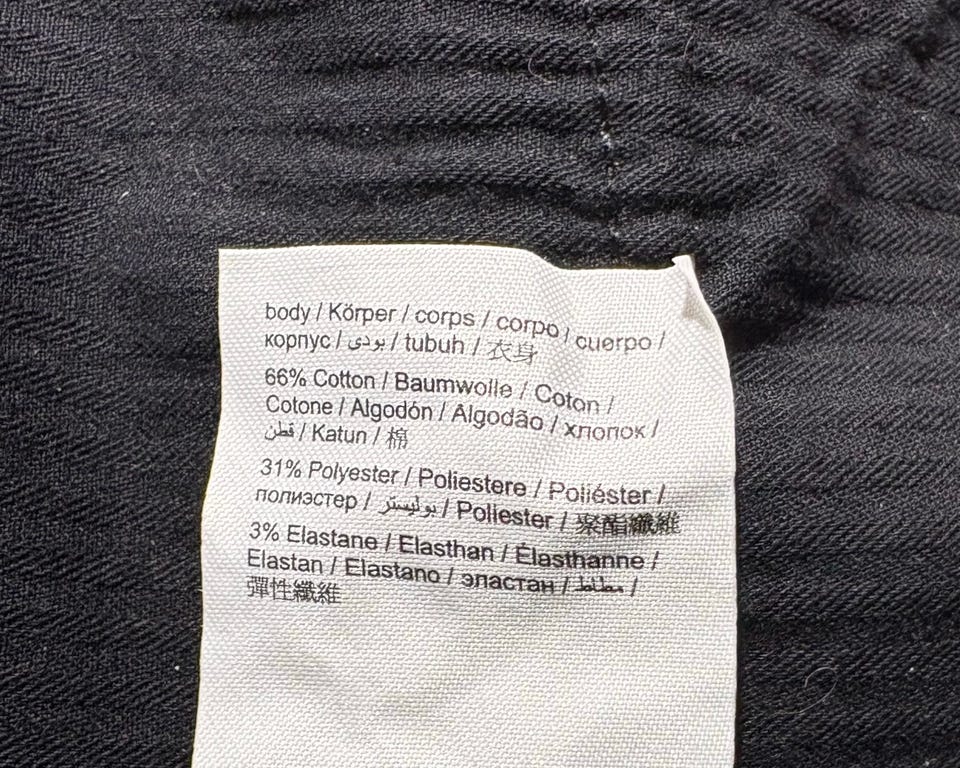 body / Körper / corps / corpo / cuerpo /
корпус / بودى / tubuh / 衣身
66% Cotton / Baumwolle / Coton /
Cotone / Algodón / Algodão / хлопок /
قطن / Katun / 棉
31% Polyester / Poliestere / Poliéster /
полиэстер / بوليستر / Poliester / 聚酯纖維
3% Elastane / Elasthan / Élasthanne /
Elastan / Elastano / эластан / مطاط /
彈性纖維